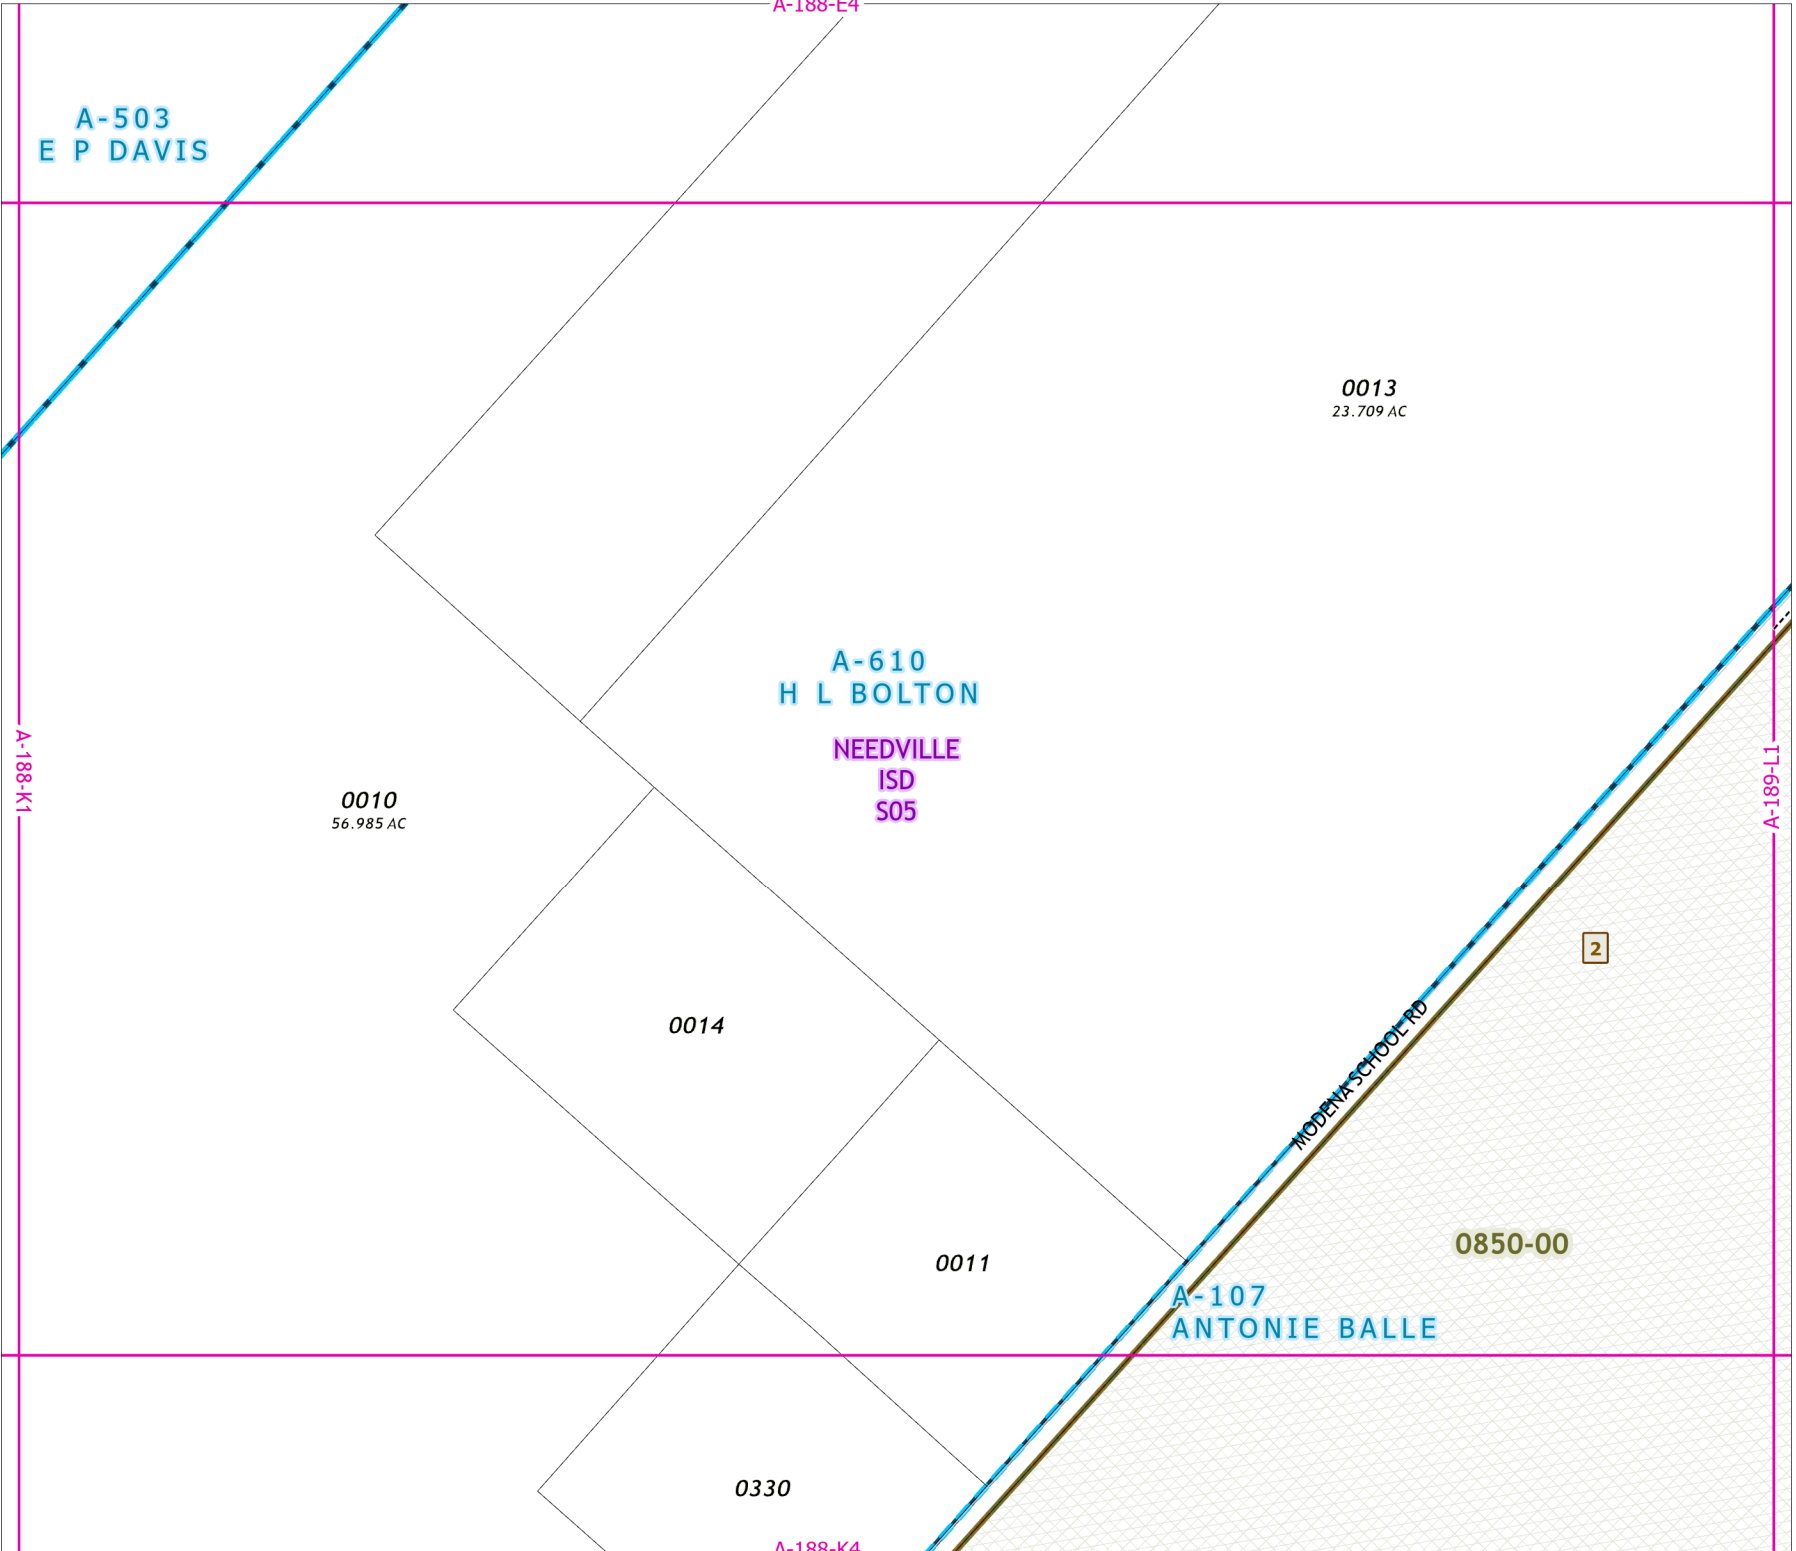 A-188-E4
A-503
E P DAVIS
0013
23.709 AC
A-610
H L BOLTON
NEEDVILLE
ISD
S05
A-188-K1
A-189-L1
0010
56.985 AC
2
0014
MODENA SCHOOL RD
0850-00
0011
A-107
ANTONIE BALLE
0330
A-188-K4